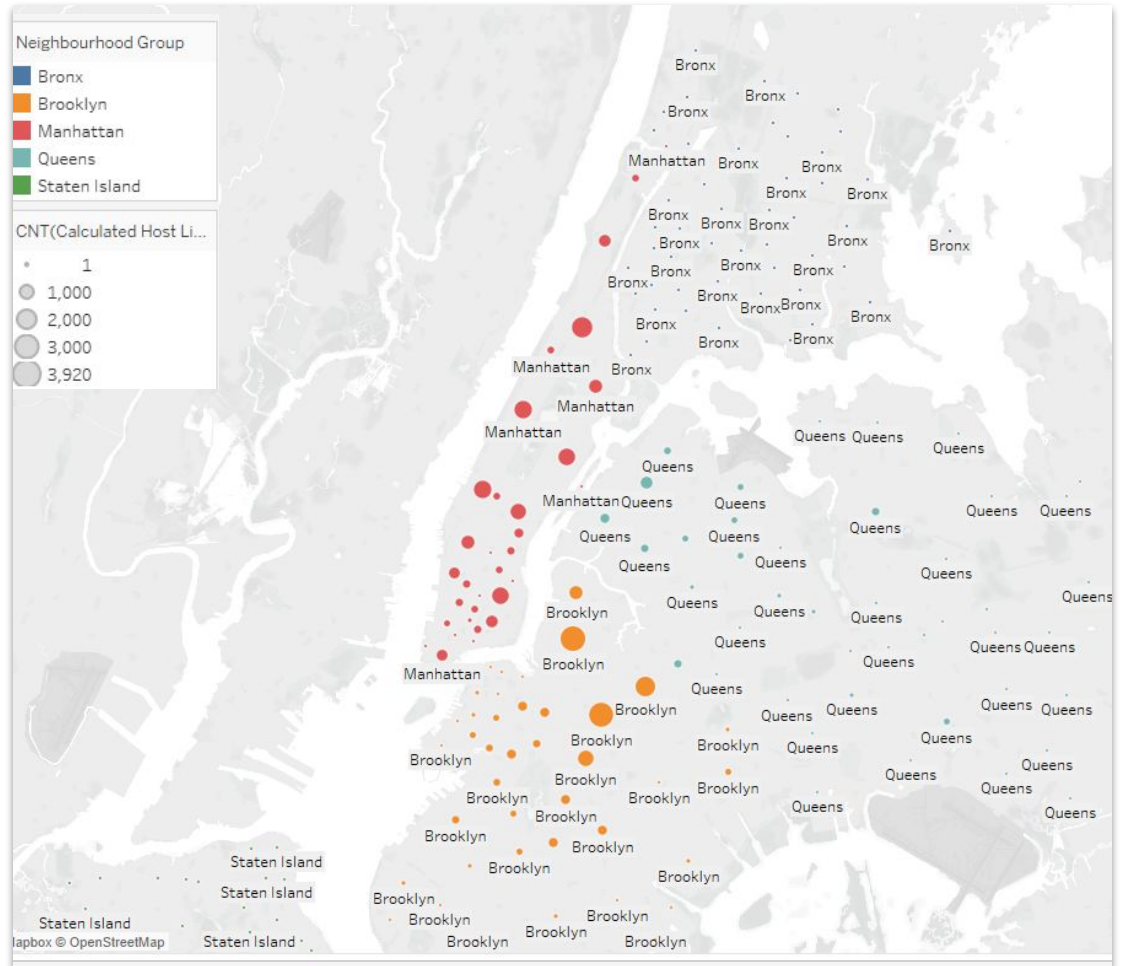 Neighbourhood Group
Bronx
Brooklyn
Manhattan
Queens
Staten Island
CNT(Calculated Host Li...
1
1,000
2,000
3,000
3,920
Bronx
Bronx
Bronx
Manhattan Bronx
Bronx
Bronx
Bronx
Bronx
Bronx Bronx
Bronx
Bronx
Bronx
Bronx
Bronx
Bronx
Bronx
Bronx
Bronx
Bronx Bronx
Bronx
Bronx
Bronx
Bronx
Manhattan
Bronx
Manhattan
Manhattan
Queens Queens
Queens
Queens
Manhattan Queens
Queens
Queens
Queens
Queens
Queens
Queens
Queens
Queens
Queens
Queens
Queens
Queens
Brooklyn
Queens
Queens
Queens
Queens
Queens
Brooklyn
Queens
Manhattan
Queens
Queens
Queens
Queens
Brooklyn
Queens
Queens
Brooklyn
Brooklyn
Queens
Queens
Brooklyn
Queens
Brooklyn
Queens
Brooklyn
Queens
Brooklyn
Brooklyn
Queens
Queens
Brooklyn
Brooklyn
Brooklyn
Staten Island
Brooklyn
Brooklyn
Staten Island
Brooklyn
Brooklyn
Brooklyn
Staten Island
Brooklyn
Staten Island
Brooklyn
Brooklyn
lapbox © OpenStreetMap